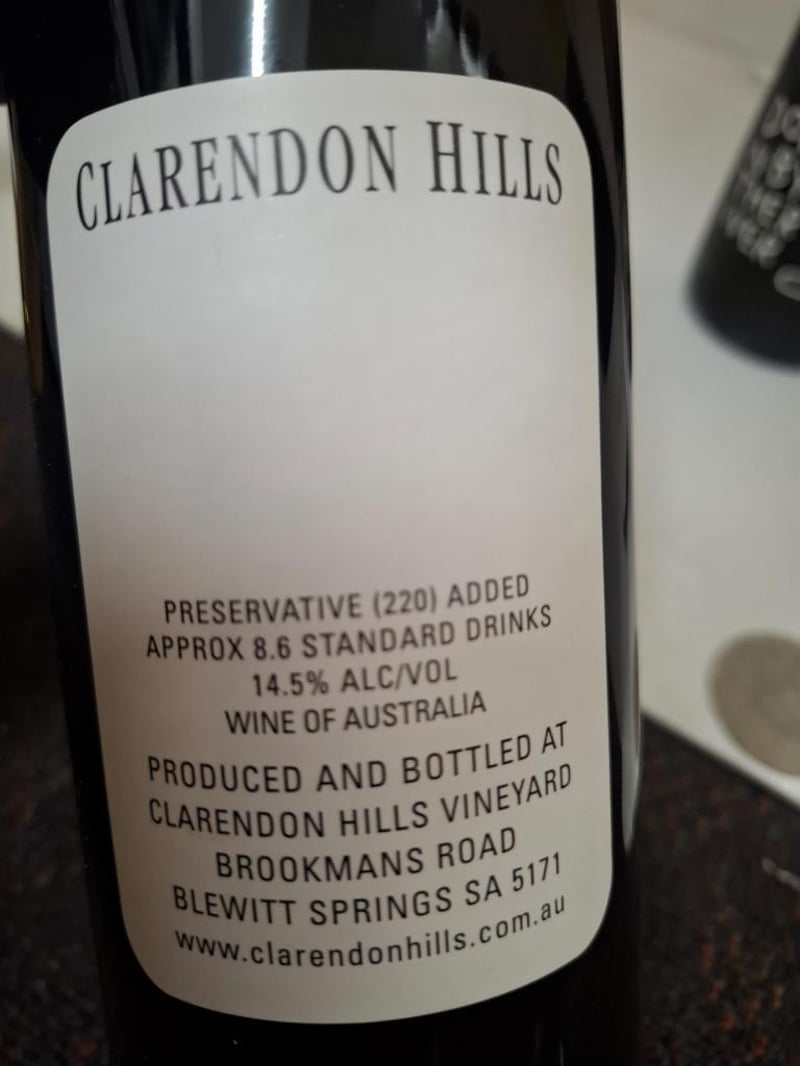 CLARENDON HILLS
PRESERVATIVE (220) ADDED
APPROX 8.6 STANDARD DRINKS
14.5% ALC/VOL
WINE OF AUSTRALIA
PRODUCED AND BOTTLED AT
CLARENDON HILLS VINEYARD
BROOKMANS ROAD
BLEWITT SPRINGS SA 5171
www.clarendonhills.com.au